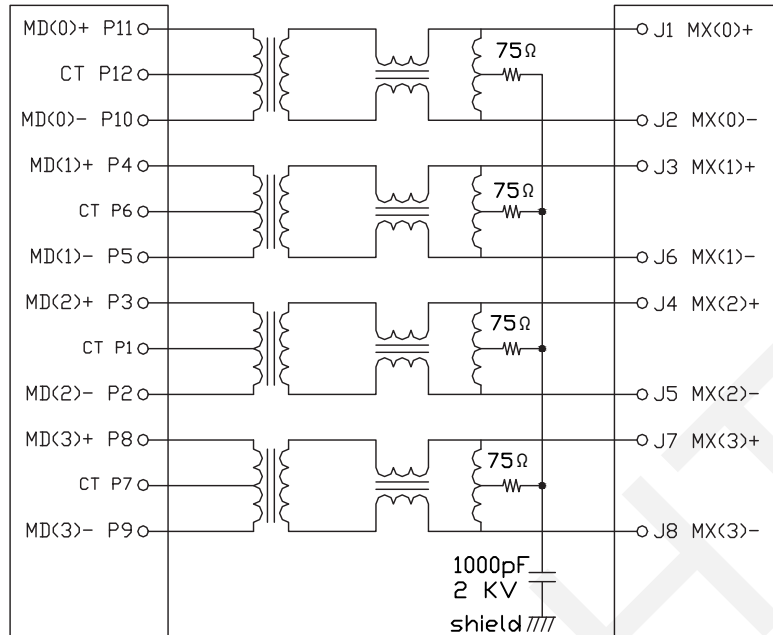 MD(0)+ P11 75Ω J1 MX(0)+
CT P12
MD(0)- P10 J2 MX(0)-
MD(1)+ P4 75Ω J3 MX(1)+
CT P6
MD(1)- P5 J6 MX(1)-
MD(2)+ P3 75Ω J4 MX(2)+
CT P1
MD(2)- P2 J5 MX(2)-
MD(3)+ P8 75Ω J7 MX(3)+
CT P7
MD(3)- P9 J8 MX(3)-
1000pF
2 KV
shield